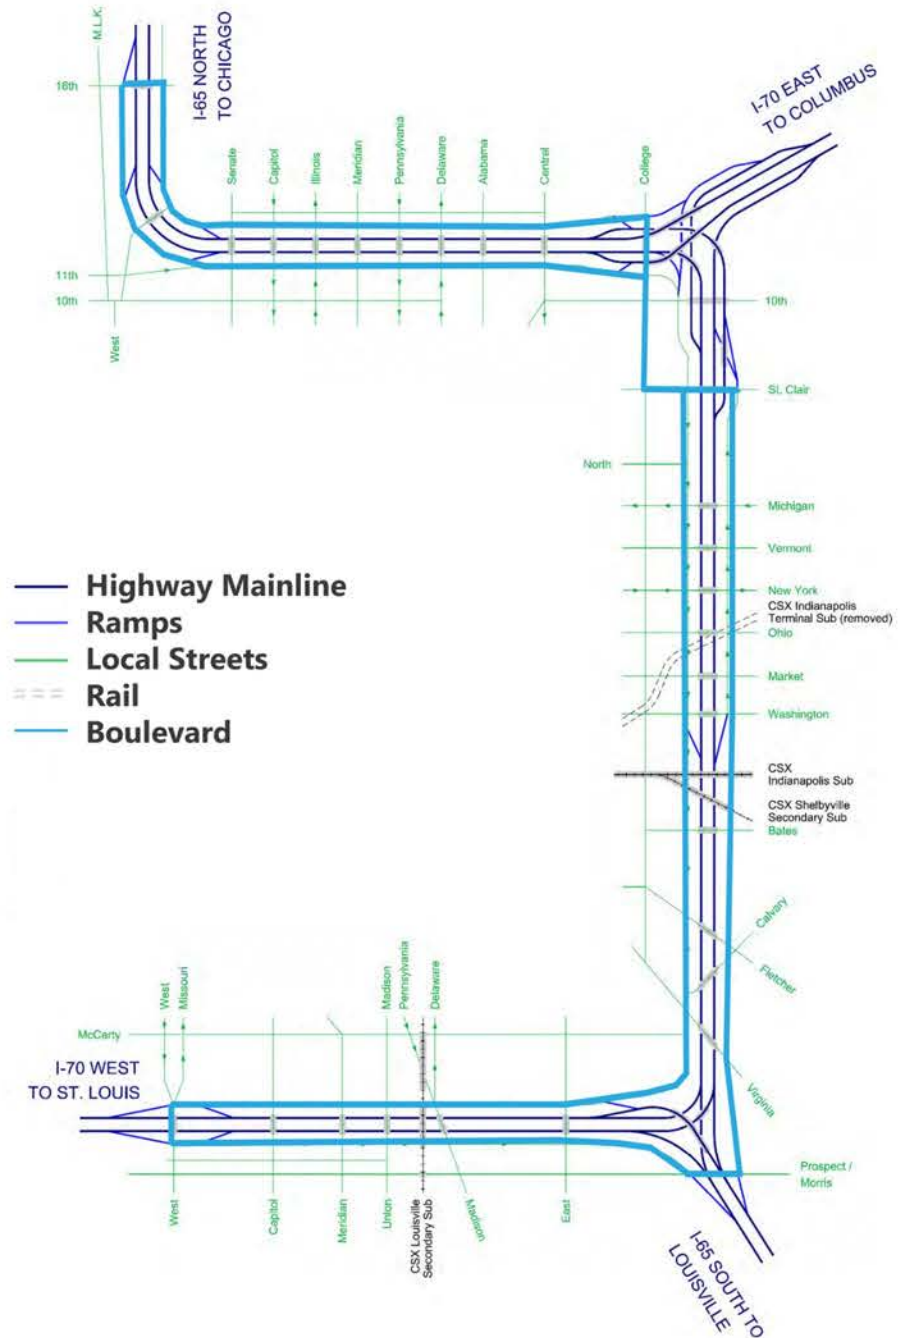 M.L.K.
16th
I-65 NORTH
TO CHICAGO
I-70 EAST
TO COLUMBUS
Senate
Capitol
Illinois
Meridian
Pennsylvania
Delaware
Alabama
Central
College
11th
10th
10th
West
St. Clair
North
Michigan
Vermont
New York
CSX Indianapolis
Terminal Sub (removed)
Ohio
Market
Washington
Highway Mainline
Ramps
Local Streets
Rail
Boulevard
CSX
Indianapolis Sub
CSX Shelbyville
Secondary Sub
Bates
Calvary
Fletcher
Virginia
West
Missouri
Madison
Pennsylvania
Delaware
McCarty
I-70 WEST
TO ST. LOUIS
Prospect /
Morris
West
Capitol
Meridian
Union
CSX Louisville
Secondary Sub
Madison
East
I-65 SOUTH TO
LOUISVILLE